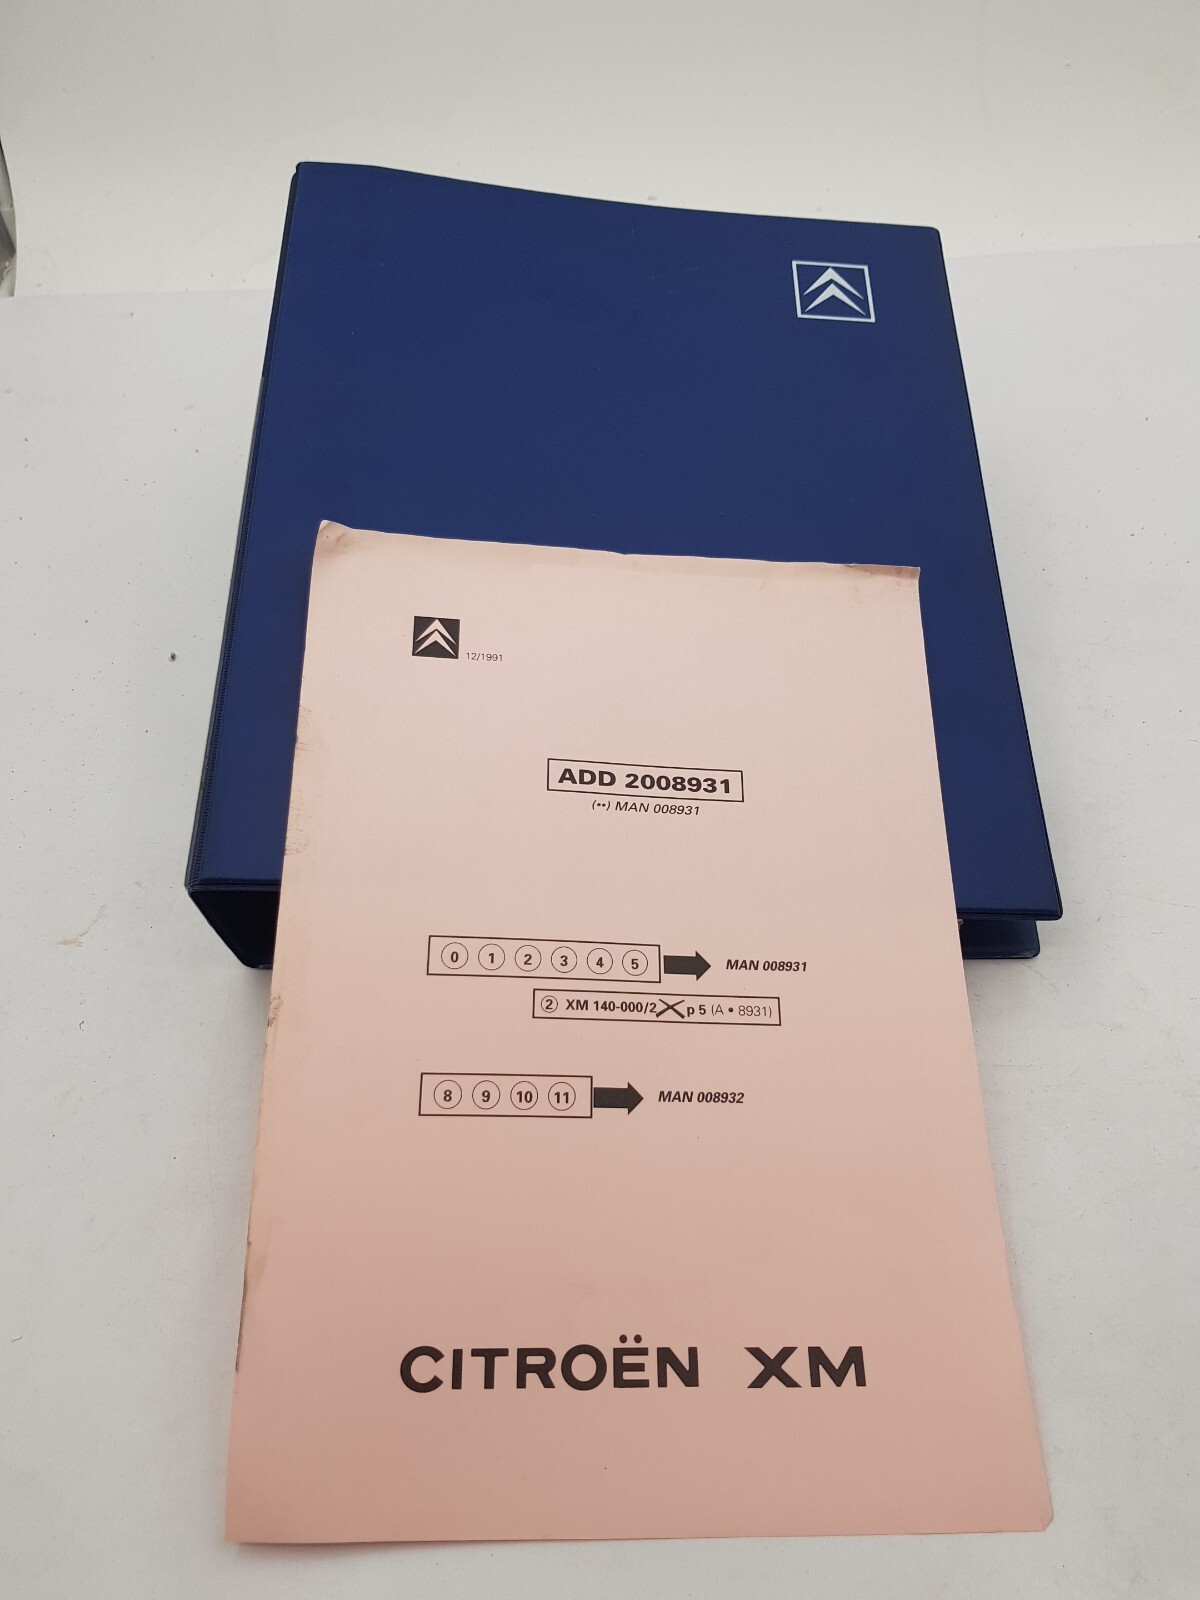 12/1991
ADD 2008931
(••) MAN 008931
0 1 2 3 4 5 MAN 008931
2 XM 140-000/2 p 5 (A • 8931)
8 9 10 11 MAN 008932
CITROËN XM